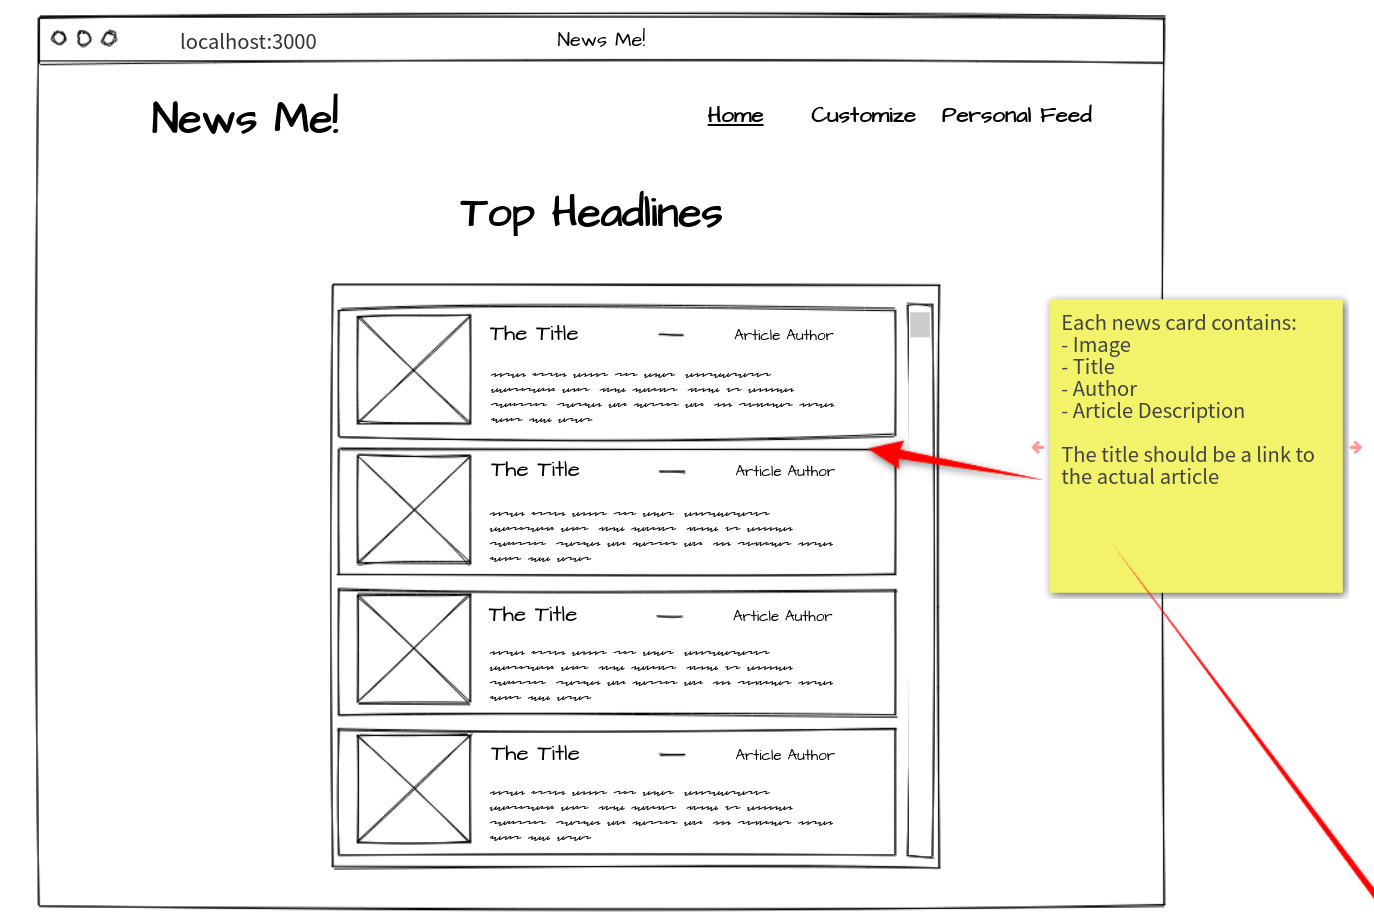 localhost:3000
News Me!
News Me!
Home Customize Personal Feed
Top Headlines
The Title — Article Author
The Title — Article Author
The Title — Article Author
The Title — Article Author
Each news card contains:
- Image
- Title
- Author
- Article Description
The title should be a link to
the actual article